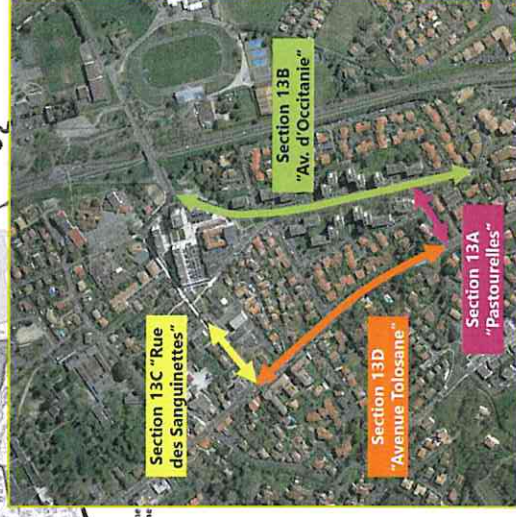 Section 13C "Rue
des Sanguinettes"
Section 13B
"Av. d'Occitanie"
Section 13D
"Avenue Tolosane"
Section 13A
"Pastourelles"